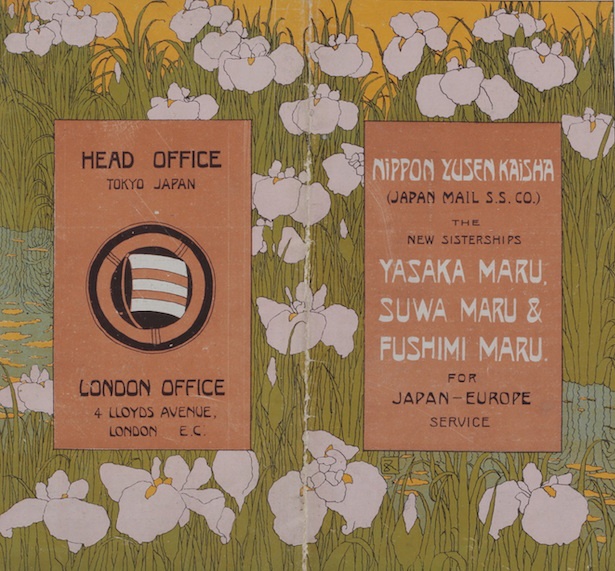 HEAD OFFICE
TOKYO JAPAN
LONDON OFFICE
4 LLOYDS AVENUE,
LONDON E.C.
NIPPON YUSEN KAISHA
(JAPAN MAIL S.S. CO.)
THE
NEW SISTERSHIPS
YASAKA MARU,
SUWA MARU &
FUSHIMI MARU.
FOR
JAPAN-EUROPE
SERVICE